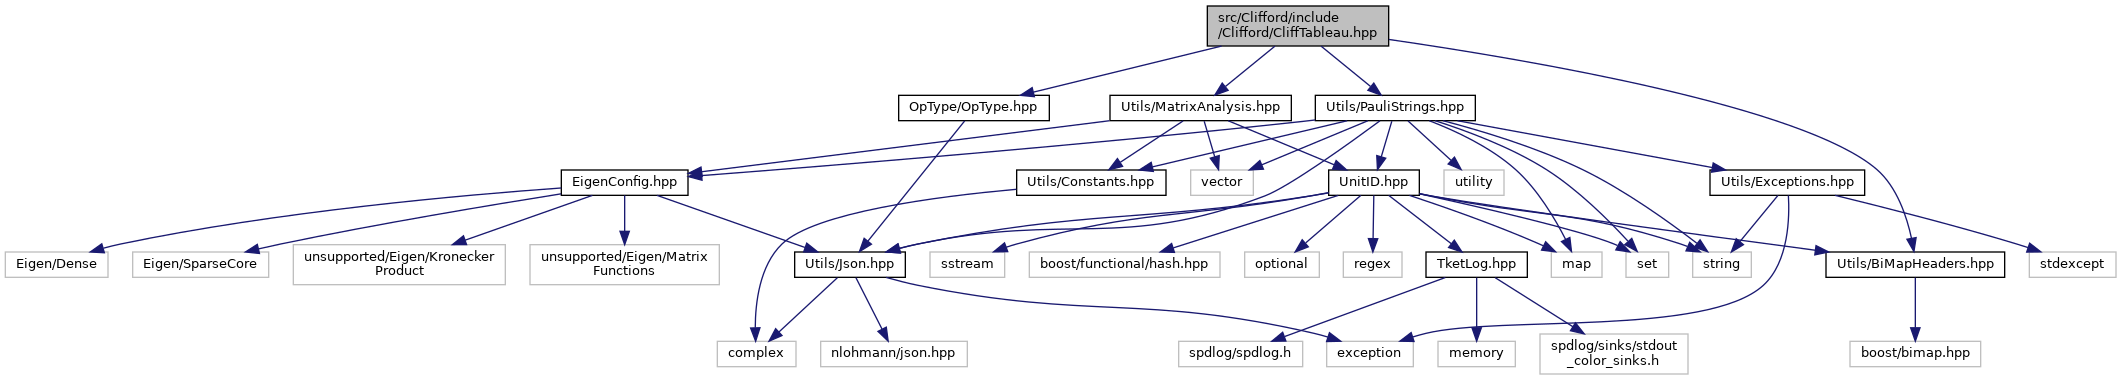 src/Clifford/include
/Clifford/CliffTableau.hpp
OpType/OpType.hpp
Utils/MatrixAnalysis.hpp
Utils/PauliStrings.hpp
EigenConfig.hpp
Utils/Constants.hpp
vector
UnitID.hpp
utility
Utils/Exceptions.hpp
Eigen/Dense
Eigen/SparseCore
unsupported/Eigen/Kronecker
Product
unsupported/Eigen/Matrix
Functions
Utils/Json.hpp
sstream
boost/functional/hash.hpp
optional
regex
TketLog.hpp
map
set
string
Utils/BiMapHeaders.hpp
stdexcept
complex
nlohmann/json.hpp
spdlog/spdlog.h
exception
memory
spdlog/sinks/stdout
_color_sinks.h
boost/bimap.hpp